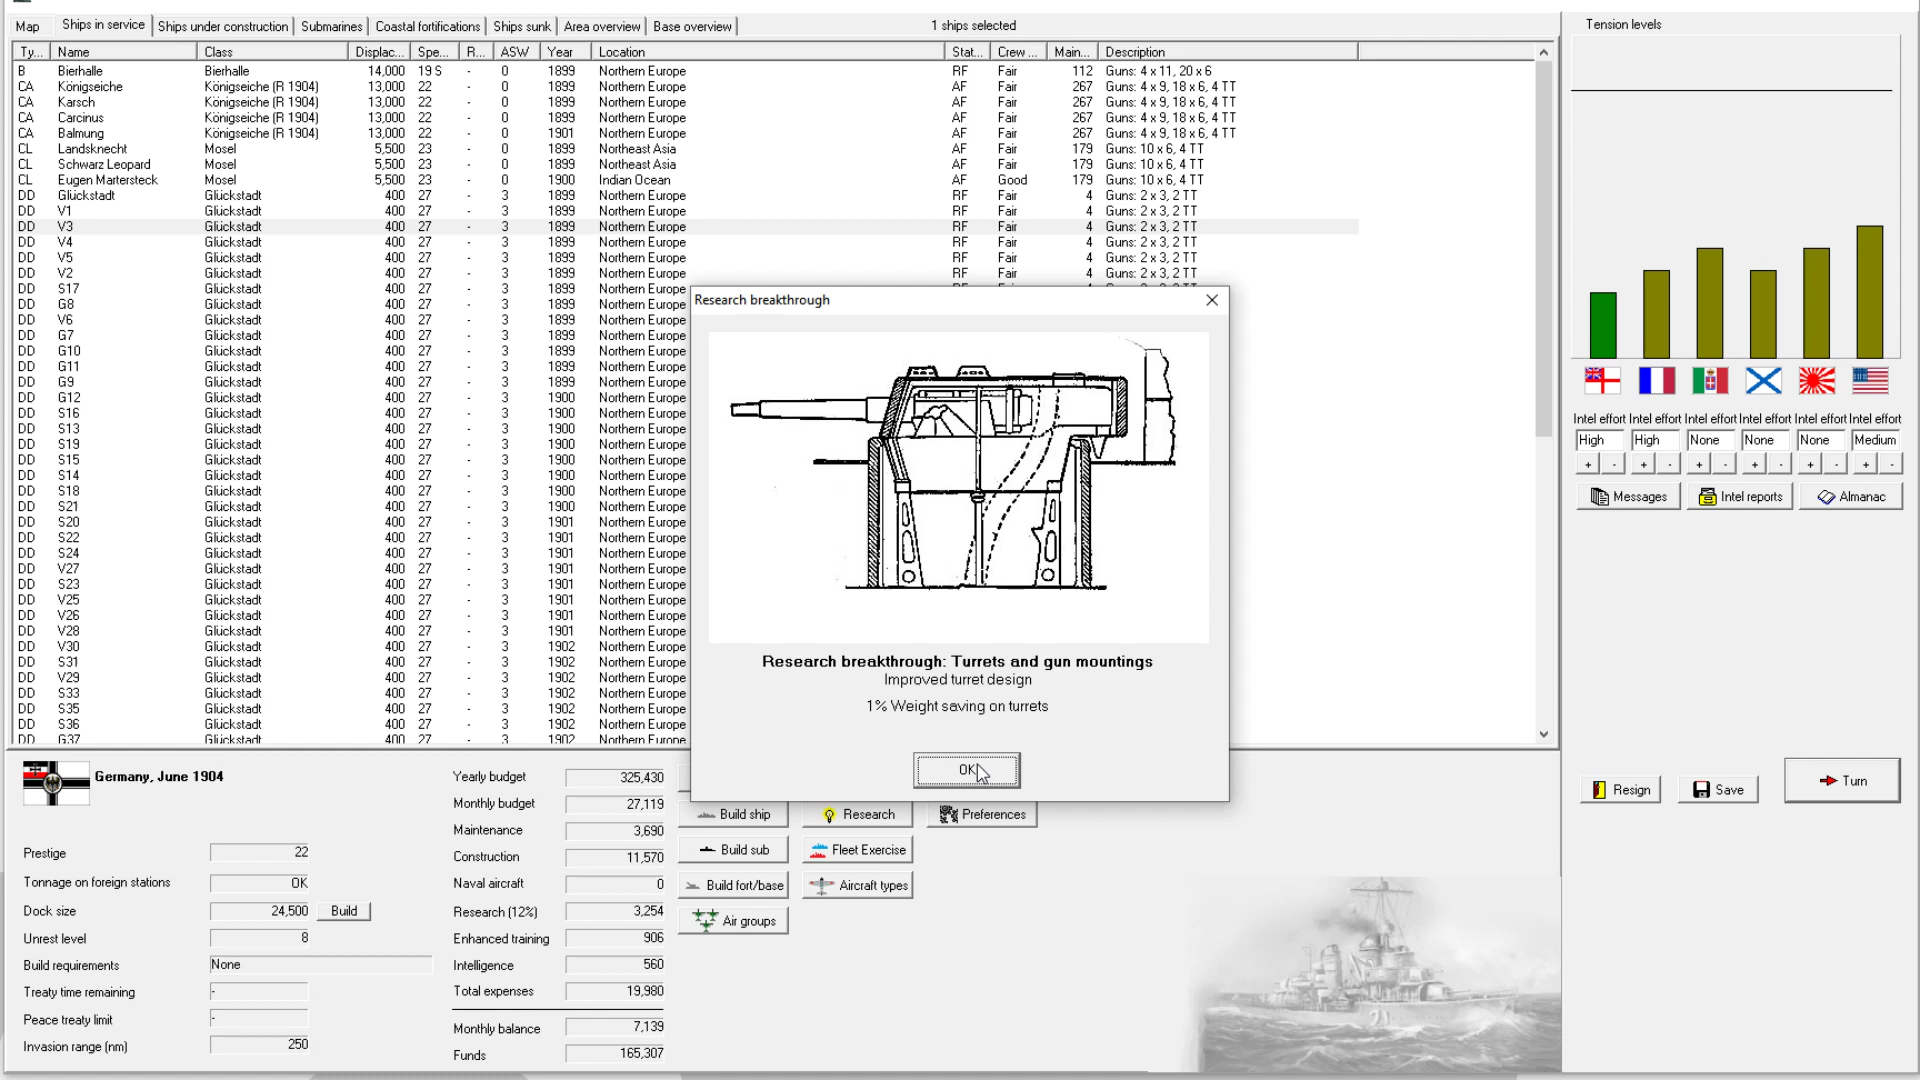 Map Ships in service Ships under construction Submarines Coastal fortifications Ships sunk Area overview Base overview 1 ships selected Tension levels
Ty... Name Class Displac... Spe... R... ASW Year Location Stat... Crew ... Main... Description
B Bierhalle Bierhalle 14,000 19 S - 0 1899 Northern Europe RF Fair 112 Guns: 4 x 11, 20 x 6
CA Königseiche Königseiche (R 1904) 13,000 22 - 0 1899 Northern Europe AF Fair 267 Guns: 4 x 9, 18 x 6, 4 TT
CA Karsch Königseiche (R 1904) 13,000 22 - 0 1899 Northern Europe AF Fair 267 Guns: 4 x 9, 18 x 6, 4 TT
CA Carcinus Königseiche (R 1904) 13,000 22 - 0 1899 Northern Europe AF Fair 267 Guns: 4 x 9, 18 x 6, 4 TT
CA Balmung Königseiche (R 1904) 13,000 22 - 0 1901 Northern Europe AF Fair 267 Guns: 4 x 9, 18 x 6, 4 TT
CL Landsknecht Mosel 5,500 23 - 0 1899 Northeast Asia AF Fair 179 Guns: 10 x 6, 4 TT
CL Schwarz Leopard Mosel 5,500 23 - 0 1899 Northeast Asia AF Fair 179 Guns: 10 x 6, 4 TT
CL Eugen Martersteck Mosel 5,500 23 - 0 1900 Indian Ocean AF Good 179 Guns: 10 x 6, 4 TT
DD Glückstadt Glückstadt 400 27 - 3 1899 Northern Europe RF Fair 4 Guns: 2 x 3, 2 TT
DD V1 Glückstadt 400 27 - 3 1899 Northern Europe RF Fair 4 Guns: 2 x 3, 2 TT
DD V3 Glückstadt 400 27 - 3 1899 Northern Europe RF Fair 4 Guns: 2 x 3, 2 TT
DD V4 Glückstadt 400 27 - 3 1899 Northern Europe RF Fair 4 Guns: 2 x 3, 2 TT
DD V5 Glückstadt 400 27 - 3 1899 Northern Europe RF Fair 4 Guns: 2 x 3, 2 TT
DD V2 Glückstadt 400 27 - 3 1899 Northern Europe RF Fair 4 Guns: 2 x 3, 2 TT
DD S17 Glückstadt 400 27 - 3 1899 Northern Europe
DD G8 Glückstadt 400 27 - 3 1899 Northern Europe
DD V6 Glückstadt 400 27 - 3 1899 Northern Europe
DD G7 Glückstadt 400 27 - 3 1899 Northern Europe
DD G10 Glückstadt 400 27 - 3 1899 Northern Europe
DD G11 Glückstadt 400 27 - 3 1899 Northern Europe
DD G9 Glückstadt 400 27 - 3 1899 Northern Europe
DD G12 Glückstadt 400 27 - 3 1900 Northern Europe
DD S16 Glückstadt 400 27 - 3 1900 Northern Europe
DD S13 Glückstadt 400 27 - 3 1900 Northern Europe
DD S19 Glückstadt 400 27 - 3 1900 Northern Europe
DD S15 Glückstadt 400 27 - 3 1900 Northern Europe
DD S14 Glückstadt 400 27 - 3 1900 Northern Europe
DD S18 Glückstadt 400 27 - 3 1900 Northern Europe
DD S21 Glückstadt 400 27 - 3 1900 Northern Europe
DD S20 Glückstadt 400 27 - 3 1901 Northern Europe
DD S22 Glückstadt 400 27 - 3 1901 Northern Europe
DD S24 Glückstadt 400 27 - 3 1901 Northern Europe
DD V27 Glückstadt 400 27 - 3 1901 Northern Europe
DD S23 Glückstadt 400 27 - 3 1901 Northern Europe
DD V25 Glückstadt 400 27 - 3 1901 Northern Europe
DD V26 Glückstadt 400 27 - 3 1901 Northern Europe
DD V28 Glückstadt 400 27 - 3 1901 Northern Europe
DD V30 Glückstadt 400 27 - 3 1902 Northern Europe
DD S31 Glückstadt 400 27 - 3 1902 Northern Europe
DD V29 Glückstadt 400 27 - 3 1902 Northern Europe
DD S33 Glückstadt 400 27 - 3 1902 Northern Europe
DD S35 Glückstadt 400 27 - 3 1902 Northern Europe
DD S36 Glückstadt 400 27 - 3 1902 Northern Europe
DD G37 Glückstadt 400 27 - 3 1902 Northern Europe
Research breakthrough
Research breakthrough: Turrets and gun mountings
Improved turret design
1% Weight saving on turrets
OK
Intel effort Intel effort Intel effort Intel effort Intel effort Intel effort
High High None None None Medium
+ - + - + - + - + - + -
Messages Intel reports Almanac
Resign Save Turn
Germany, June 1904
Prestige 22
Tonnage on foreign stations OK
Dock size 24,500 Build
Unrest level 8
Build requirements None
Treaty time remaining -
Peace treaty limit -
Invasion range (nm) 250
Yearly budget 325,430
Monthly budget 27,119
Maintenance 3,690
Construction 11,570
Naval aircraft 0
Research (12%) 3,254
Enhanced training 906
Intelligence 560
Total expenses 19,980
Monthly balance 7,139
Funds 165,307
Build ship Research Preferences
Build sub Fleet Exercise
Build fort/base Aircraft types
Air groups